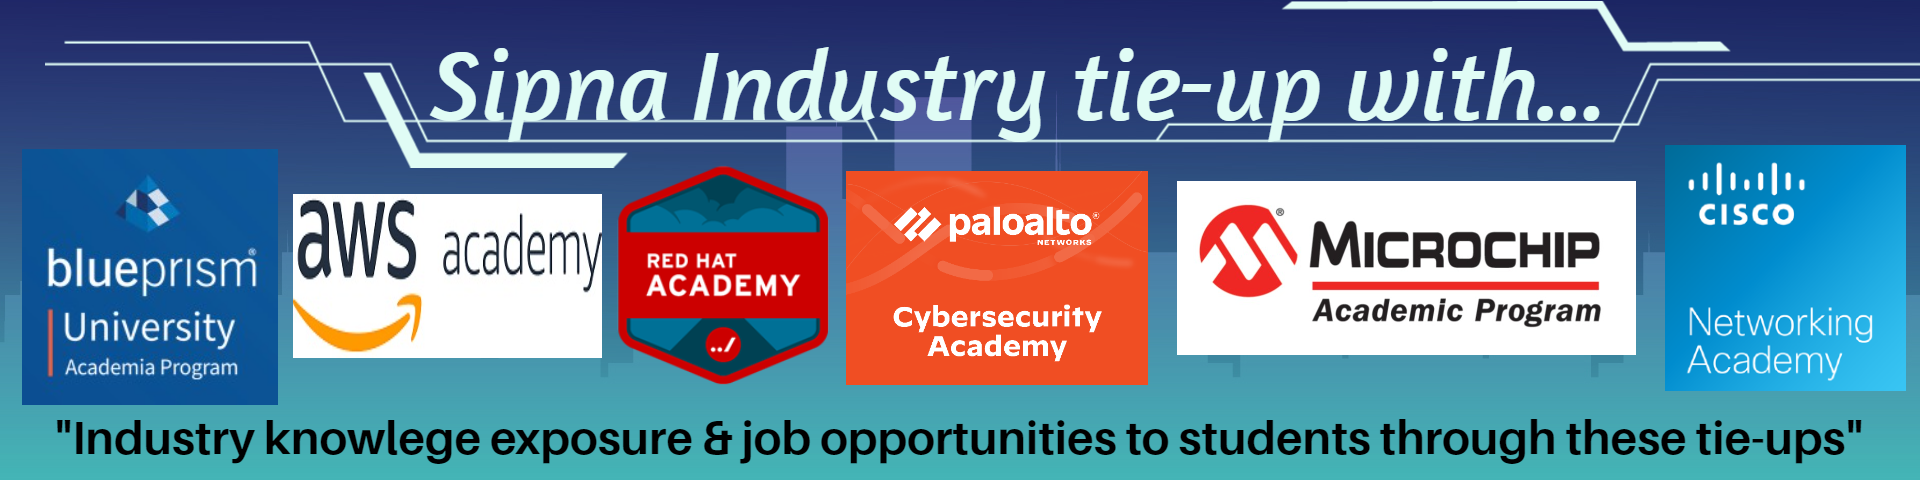 Sipna Industry tie-up with...
blueprism®
University
Academia Program
aws academy
RED HAT
ACADEMY
../
paloalto®
NETWORKS
Cybersecurity
Academy
®
MICROCHIP
Academic Program
CISCO
Networking
Academy
"Industry knowlege exposure & job opportunities to students through these tie-ups"